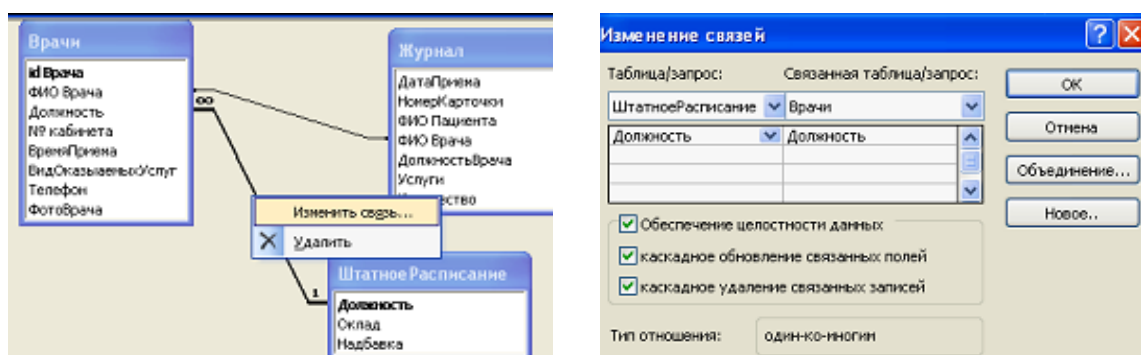 Врачи
id Врача
ФИО Врача
Должность
№ кабинета
ВремяПриема
ВидОказываемыхУслуг
Телефон
ФотоВрача
Журнал
ДатаПриема
НомерКарточки
ФИО Пациента
ФИО Врача
ДолжностьВрача
Услуги
ство
∞
Изменить связь...
Удалить
1
ШтатноеРасписание
Должность
Оклад
Надбавка
Изменение связей
Таблица/запрос: Связанная таблица/запрос:
ШтатноеРасписание Врачи
Должность Должность
Обеспечение целостности данных
каскадное обновление связанных полей
каскадное удаление связанных записей
Тип отношения: один-ко-многим
ОК
Отмена
Объединение...
Новое..